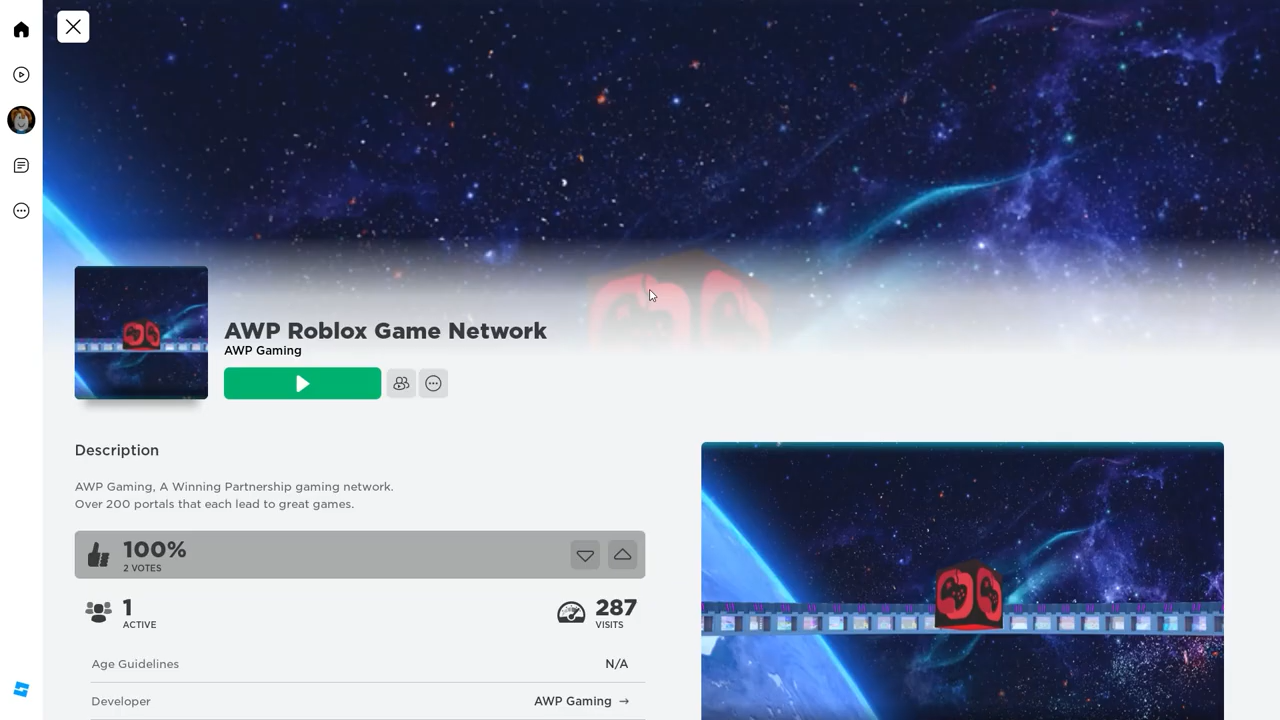 AWP Roblox Game Network
AWP Gaming
Description
AWP Gaming, A Winning Partnership gaming network.
Over 200 portals that each lead to great games.
100%
2 VOTES
1
ACTIVE
287
VISITS
Age Guidelines
N/A
Developer
AWP Gaming →